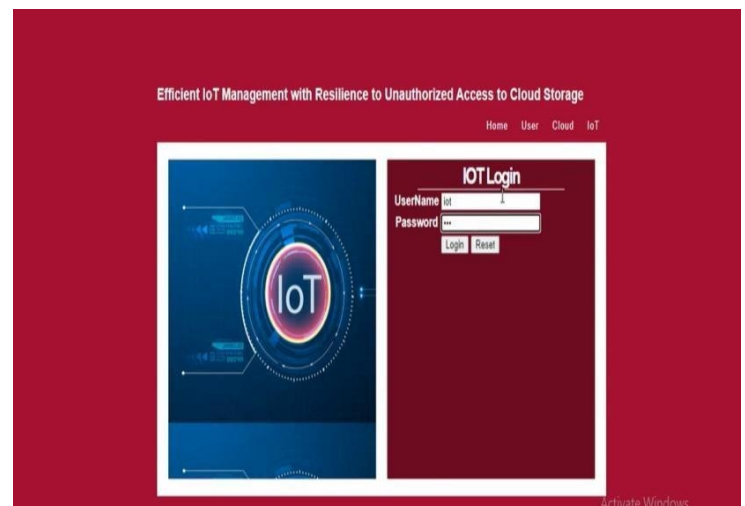 Efficient IoT Management with Resilience to Unauthorized Access to Cloud Storage
Home User Cloud IoT
IoT
IOT Login
UserName iot
Password •••
Login Reset
Activate Windows